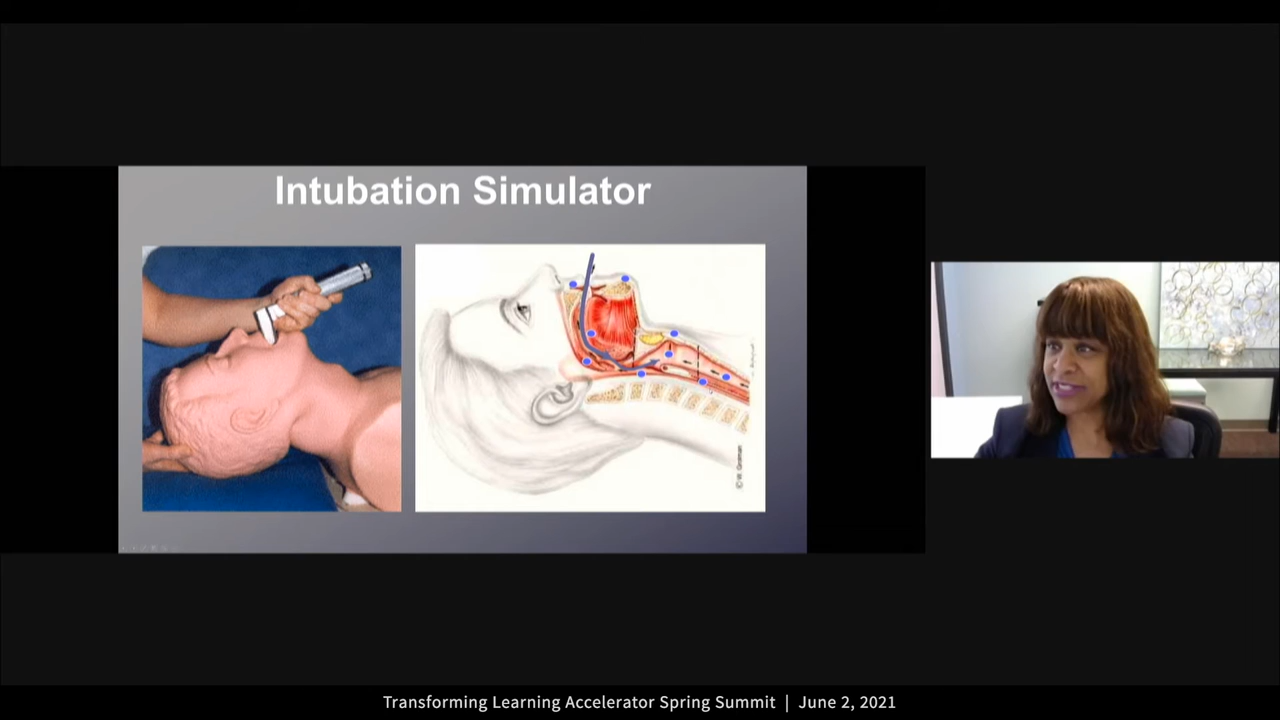 Intubation Simulator
Transforming Learning Accelerator Spring Summit | June 2, 2021